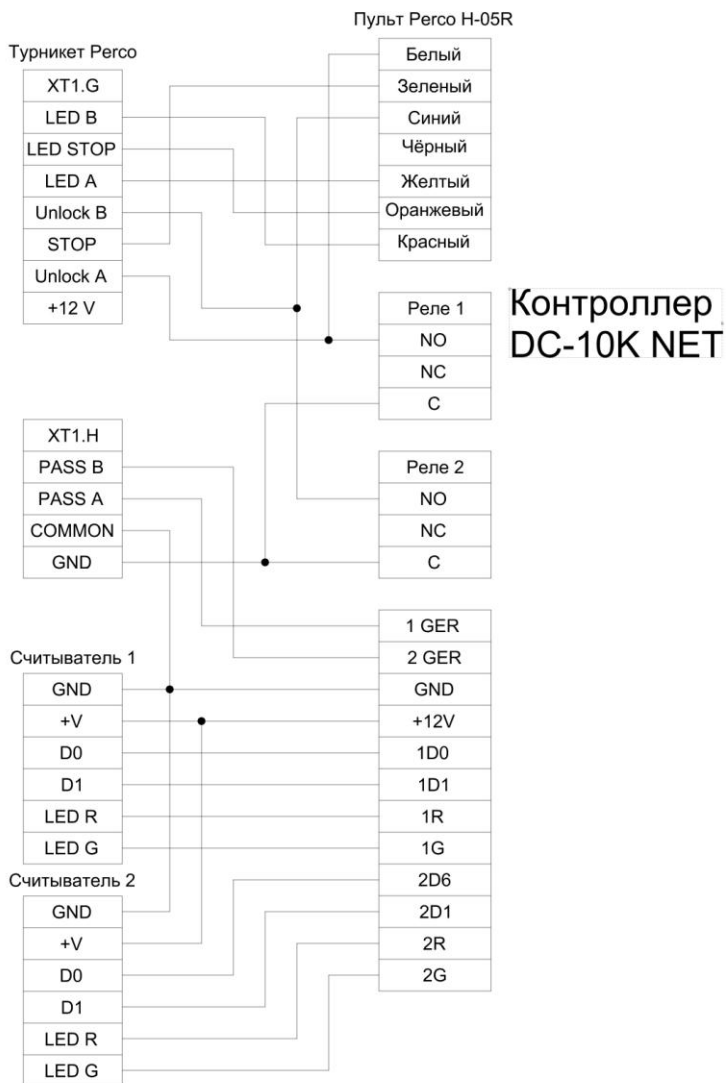 Пульт Perco H-05R
Белый
Зеленый
Синий
Чёрный
Желтый
Оранжевый
Красный
Турникет Perco
XT1.G
LED B
LED STOP
LED A
Unlock B
STOP
Unlock A
+12 V
Реле 1
NO
NC
C
Контроллер
DC-10K NET
XT1.H
PASS B
PASS A
COMMON
GND
Реле 2
NO
NC
C
1 GER
2 GER
GND
+12V
1D0
1D1
1R
1G
2D6
2D1
2R
2G
Считыватель 1
GND
+V
D0
D1
LED R
LED G
Считыватель 2
GND
+V
D0
D1
LED R
LED G